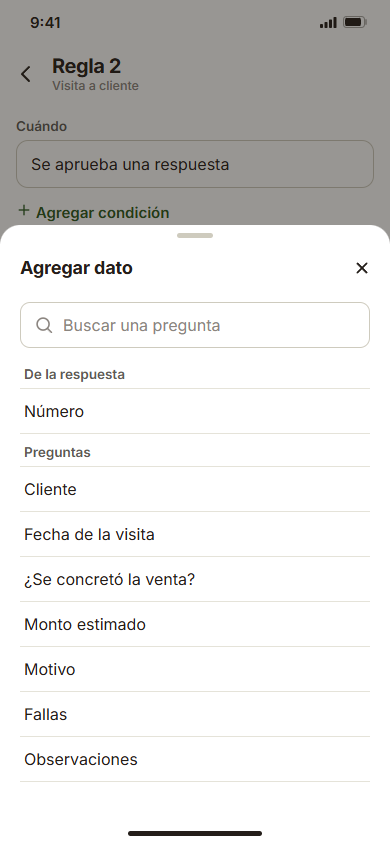 9:41
Regla 2
Visita a cliente
Cuándo
Se aprueba una respuesta
+ Agregar condición
Agregar dato
Buscar una pregunta
De la respuesta
Número
Preguntas
Cliente
Fecha de la visita
¿Se concretó la venta?
Monto estimado
Motivo
Fallas
Observaciones